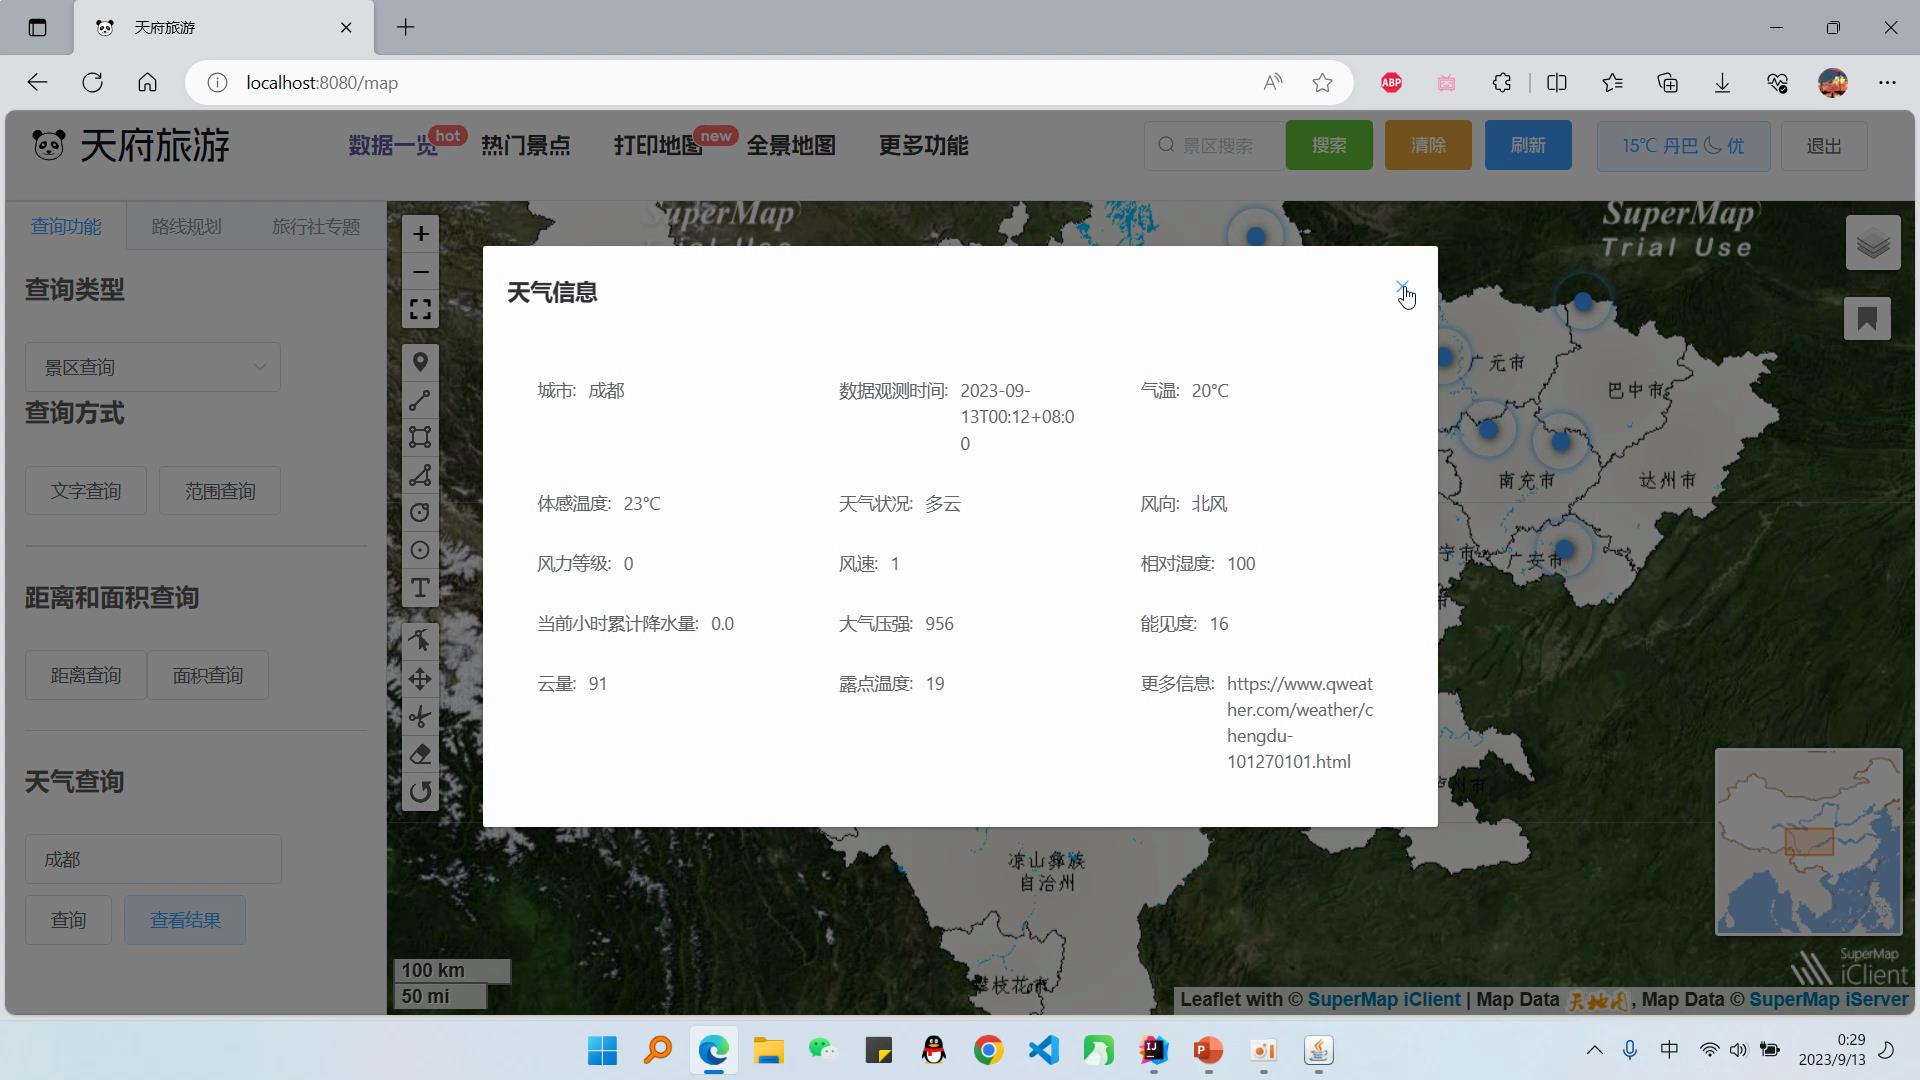 天府旅游
localhost:8080/map
ABP
天府旅游
数据一览
hot
热门景点
打印地图
new
全景地图
更多功能
景区搜索
搜索
清除
刷新
15℃ 丹巴 优
退出
查询功能
路线规划
旅行社专题
查询类型
景区查询
查询方式
文字查询
范围查询
距离和面积查询
距离查询
面积查询
天气查询
成都
查询
查看结果
SuperMap
Trial Use
SuperMap
Trial Use
天气信息
城市: 成都
数据观测时间: 2023-09-
13T00:12+08:0
0
气温: 20°C
体感温度: 23°C
天气状况: 多云
风向: 北风
风力等级: 0
风速: 1
相对湿度: 100
当前小时累计降水量: 0.0
大气压强: 956
能见度: 16
云量: 91
露点温度: 19
更多信息: https://www.qweat
her.com/weather/c
hengdu-
101270101.html
广元市
巴中市
南充市
达州市
广安市
凉山彝族
自治州
攀枝花市
100 km
50 mi
SuperMap
iClient
Leaflet with © SuperMap iClient | Map Data 天地图, Map Data © SuperMap iServer
中
0:29
2023/9/13